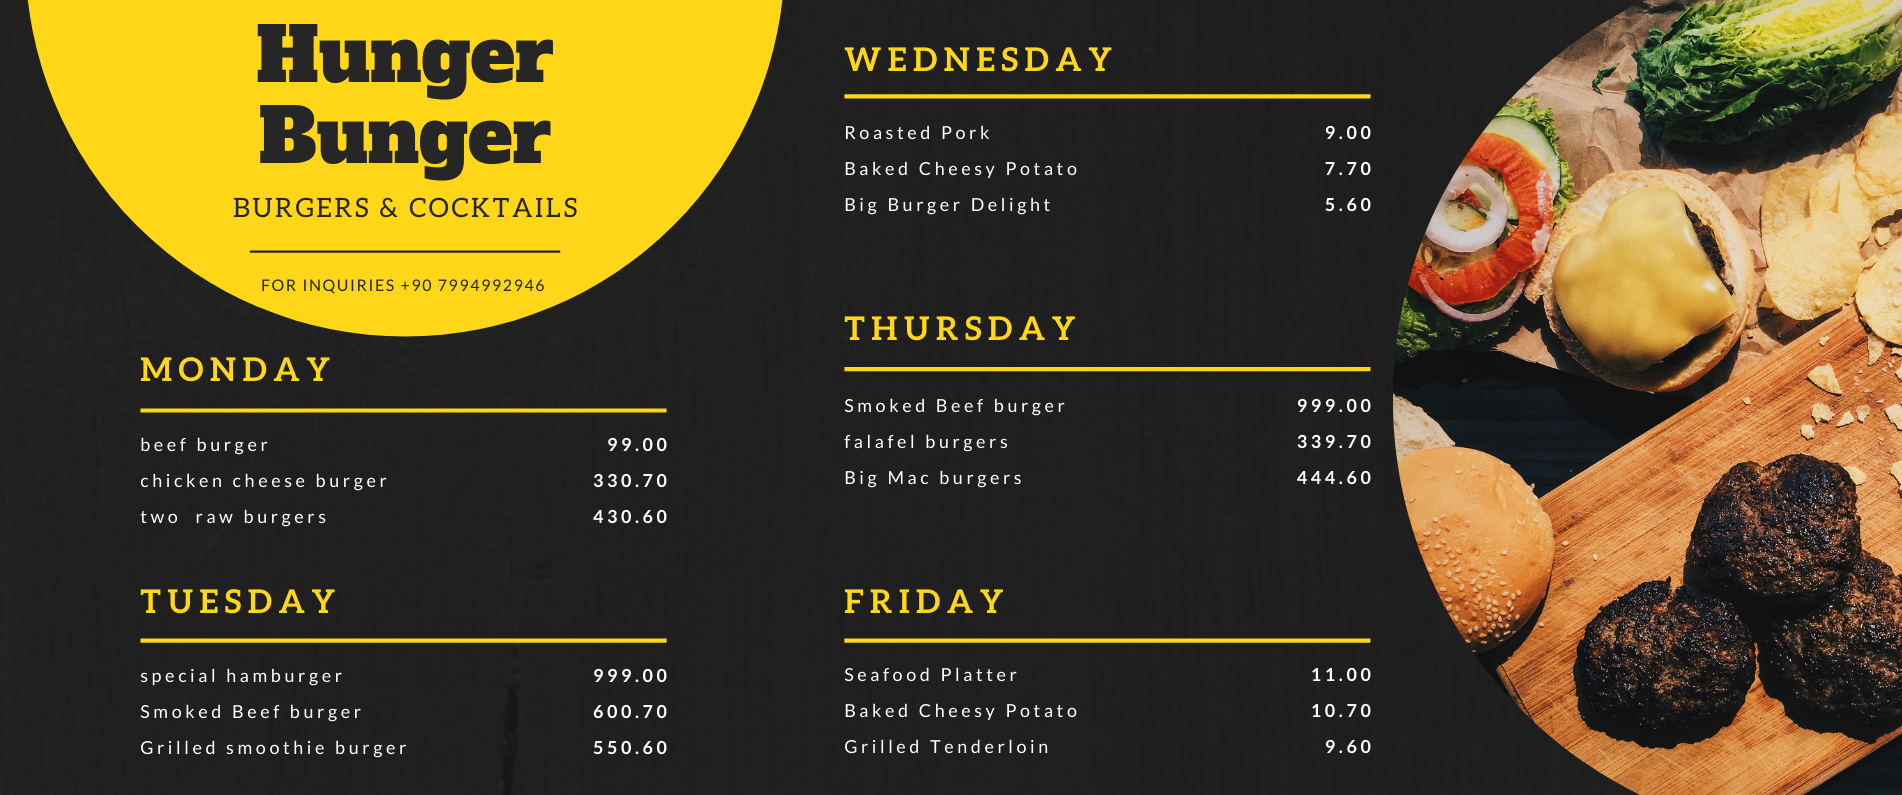 Hunger
Bunger
BURGERS & COCKTAILS
FOR INQUIRIES +90 7994992946
MONDAY
beef burger 99.00
chicken cheese burger 330.70
two raw burgers 430.60
TUESDAY
special hamburger 999.00
Smoked Beef burger 600.70
Grilled smoothie burger 550.60
WEDNESDAY
Roasted Pork 9.00
Baked Cheesy Potato 7.70
Big Burger Delight 5.60
THURSDAY
Smoked Beef burger 999.00
falafel burgers 339.70
Big Mac burgers 444.60
FRIDAY
Seafood Platter 11.00
Baked Cheesy Potato 10.70
Grilled Tenderloin 9.60